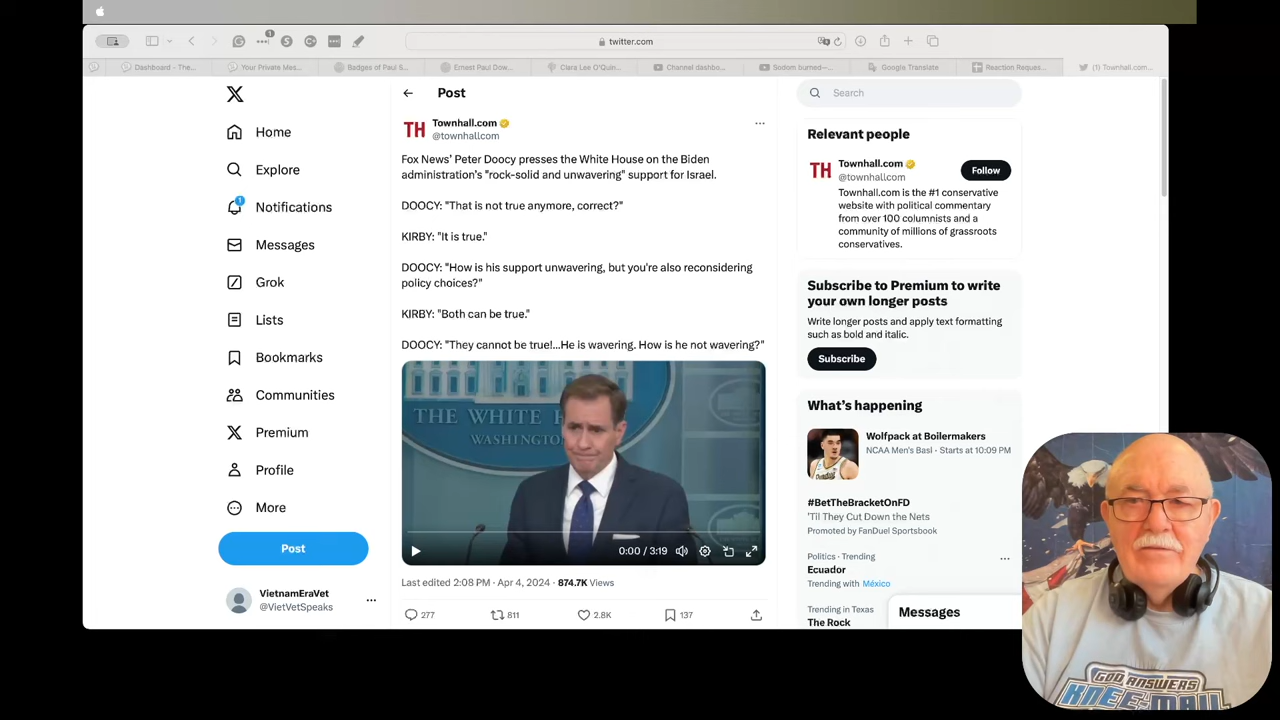 twitter.com
1
Dashboard - The...
Your Private Mes...
Badges of Paul S...
Ernest Paul Dow...
Clara Lee O'Quin...
Channel dashbo...
Sodom burned—...
Google Translate
Reaction Reques...
(1) Townhall.com...
Home
Explore
1
Notifications
Messages
Grok
Lists
Bookmarks
Communities
Premium
Profile
More
Post
VietnamEraVet
@VietVetSpeaks
Post
TH
Townhall.com
@townhallcom
Fox News' Peter Doocy presses the White House on the Biden
administration's "rock-solid and unwavering" support for Israel.
DOOCY: "That is not true anymore, correct?"
KIRBY: "It is true."
DOOCY: "How is his support unwavering, but you're also reconsidering
policy choices?"
KIRBY: "Both can be true."
DOOCY: "They cannot be true!...He is wavering. How is he not wavering?"
THE WHITE
WASHINGTO
0:00 / 3:19
Last edited 2:08 PM · Apr 4, 2024 · 874.7K Views
277
811
2.8K
137
Search
Relevant people
TH
Townhall.com
@townhallcom
Follow
Townhall.com is the #1 conservative
website with political commentary
from over 100 columnists and a
community of millions of grassroots
conservatives.
Subscribe to Premium to write
your own longer posts
Write longer posts and apply text formatting
such as bold and italic.
Subscribe
What's happening
Wolfpack at Boilermakers
NCAA Men's Basl · Starts at 10:09 PM
#BetTheBracketOnFD
'Til They Cut Down the Nets
Promoted by FanDuel Sportsbook
Politics · Trending
Ecuador
Trending with México
Trending in Texas
The Rock
Messages
GOD ANSWERS
KNEE-MAIL